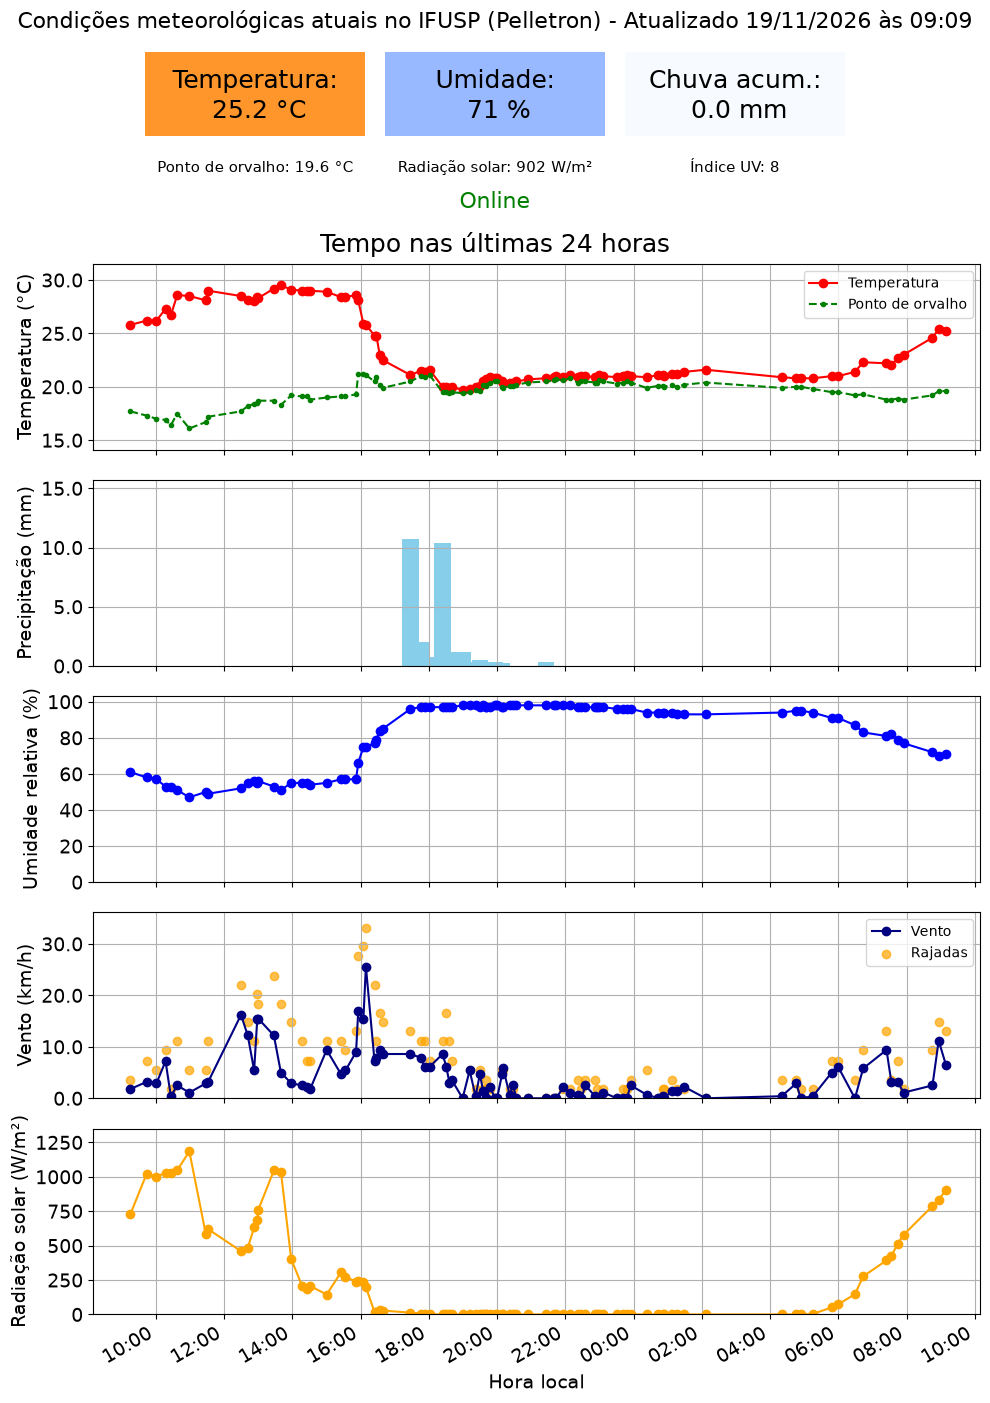 Condições meteorológicas atuais no IFUSP (Pelletron) - Atualizado 19/11/2026 às 09:09
Temperatura:
25.2 °C
Umidade:
71 %
Chuva acum.:
0.0 mm
Ponto de orvalho: 19.6 °C
Radiação solar: 902 W/m²
Índice UV: 8
Online
Tempo nas últimas 24 horas
Temperatura (°C)
30.0
25.0
20.0
15.0
Temperatura
Ponto de orvalho
Precipitação (mm)
15.0
10.0
5.0
0.0
Umidade relativa (%)
100
80
60
40
20
0
Vento (km/h)
30.0
20.0
10.0
0.0
Vento
Rajadas
Radiação solar (W/m²)
1250
1000
750
500
250
0
10:00
12:00
14:00
16:00
18:00
20:00
22:00
00:00
02:00
04:00
06:00
08:00
10:00
Hora local